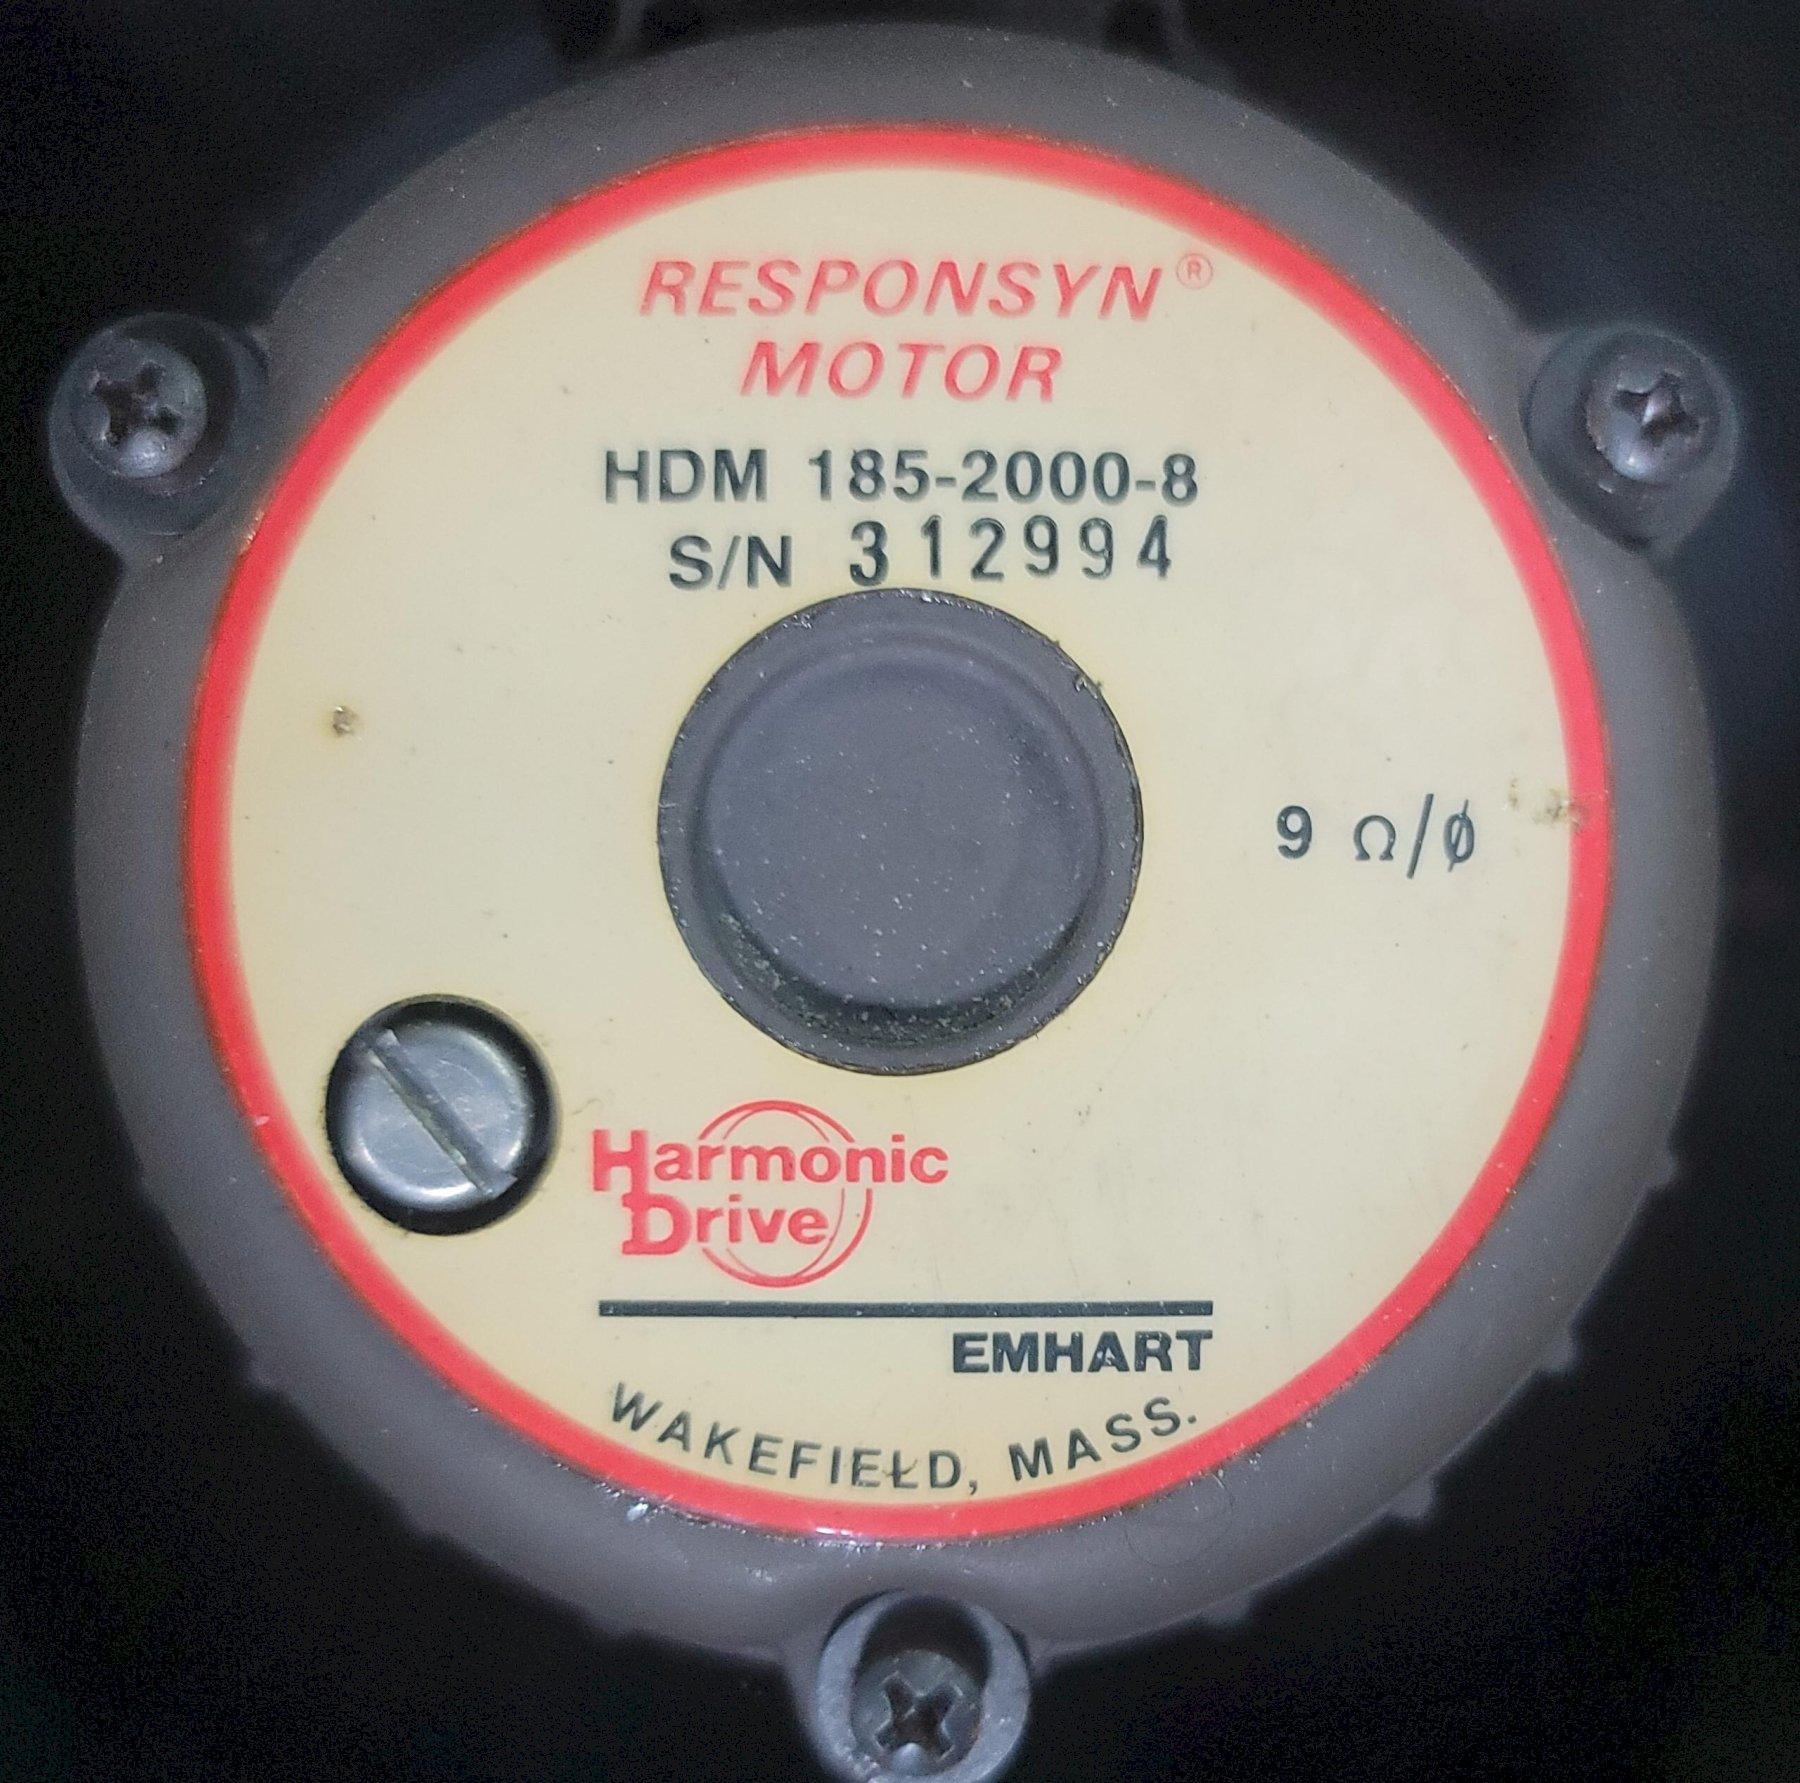 RESPONSYN®
MOTOR
HDM 185-2000-8
S/N 312994
9 Ω/ø
Harmonic
Drive
EMHART
WAKEFIELD, MASS.